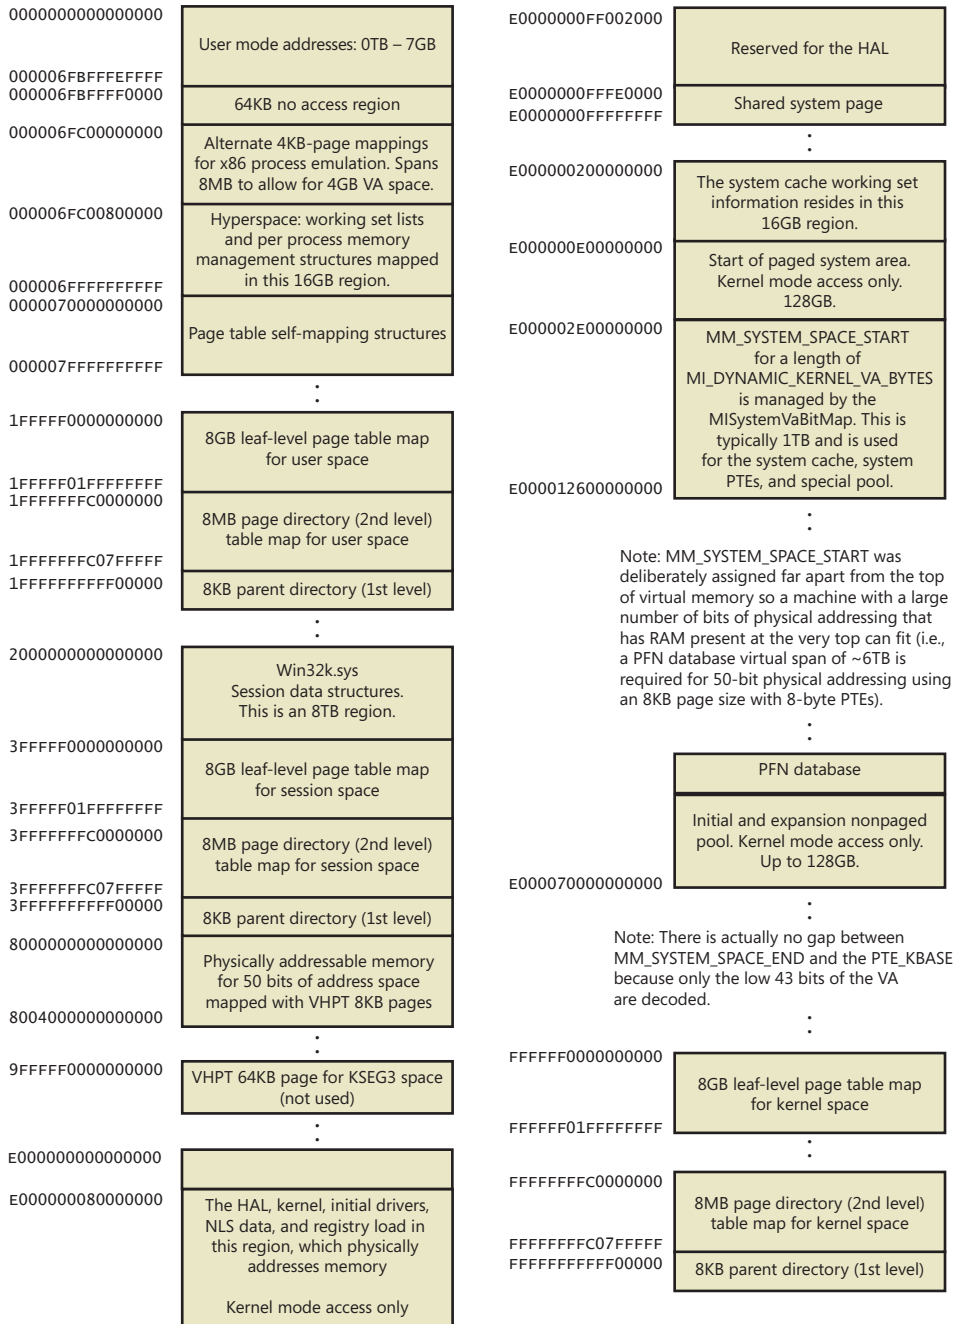 0000000000000000
User mode addresses: 0TB – 7GB
000006FBFFFEFFFF
000006FBFFFF0000
64KB no access region
000006FC00000000
Alternate 4KB-page mappings
for x86 process emulation. Spans
8MB to allow for 4GB VA space.
000006FC00800000
Hyperspace: working set lists
and per process memory
management structures mapped
in this 16GB region.
000006FFFFFFFFFF
0000070000000000
Page table self-mapping structures
000007FFFFFFFFFF
1FFFFF0000000000
8GB leaf-level page table map
for user space
1FFFFF01FFFFFFFF
1FFFFFFFC0000000
8MB page directory (2nd level)
table map for user space
1FFFFFFFC07FFFFF
1FFFFFFFFFF00000
8KB parent directory (1st level)
2000000000000000
Win32k.sys
Session data structures.
This is an 8TB region.
3FFFFF0000000000
8GB leaf-level page table map
for session space
3FFFFF01FFFFFFFF
3FFFFFFFC0000000
8MB page directory (2nd level)
table map for session space
3FFFFFFFC07FFFFF
3FFFFFFFFFF00000
8KB parent directory (1st level)
8000000000000000
Physically addressable memory
for 50 bits of address space
mapped with VHPT 8KB pages
8004000000000000
9FFFFF0000000000
VHPT 64KB page for KSEG3 space
(not used)
E000000000000000
E000000080000000
The HAL, kernel, initial drivers,
NLS data, and registry load in
this region, which physically
addresses memory
Kernel mode access only
E0000000FF002000
Reserved for the HAL
E0000000FFFE0000
Shared system page
E0000000FFFFFFFF
E000000200000000
The system cache working set
information resides in this
16GB region.
E000000E00000000
Start of paged system area.
Kernel mode access only.
128GB.
E000002E00000000
MM_SYSTEM_SPACE_START
for a length of
MI_DYNAMIC_KERNEL_VA_BYTES
is managed by the
MISystemVaBitMap. This is
typically 1TB and is used
for the system cache, system
PTEs, and special pool.
E000012600000000
Note: MM_SYSTEM_SPACE_START was
deliberately assigned far apart from the top
of virtual memory so a machine with a large
number of bits of physical addressing that
has RAM present at the very top can fit (i.e.,
a PFN database virtual span of ~6TB is
required for 50-bit physical addressing using
an 8KB page size with 8-byte PTEs).
PFN database
Initial and expansion nonpaged
pool. Kernel mode access only.
Up to 128GB.
E000070000000000
Note: There is actually no gap between
MM_SYSTEM_SPACE_END and the PTE_KBASE
because only the low 43 bits of the VA
are decoded.
FFFFFF0000000000
8GB leaf-level page table map
for kernel space
FFFFFF01FFFFFFFF
FFFFFFFFC0000000
8MB page directory (2nd level)
table map for kernel space
FFFFFFFFC07FFFFF
FFFFFFFFFFF00000
8KB parent directory (1st level)